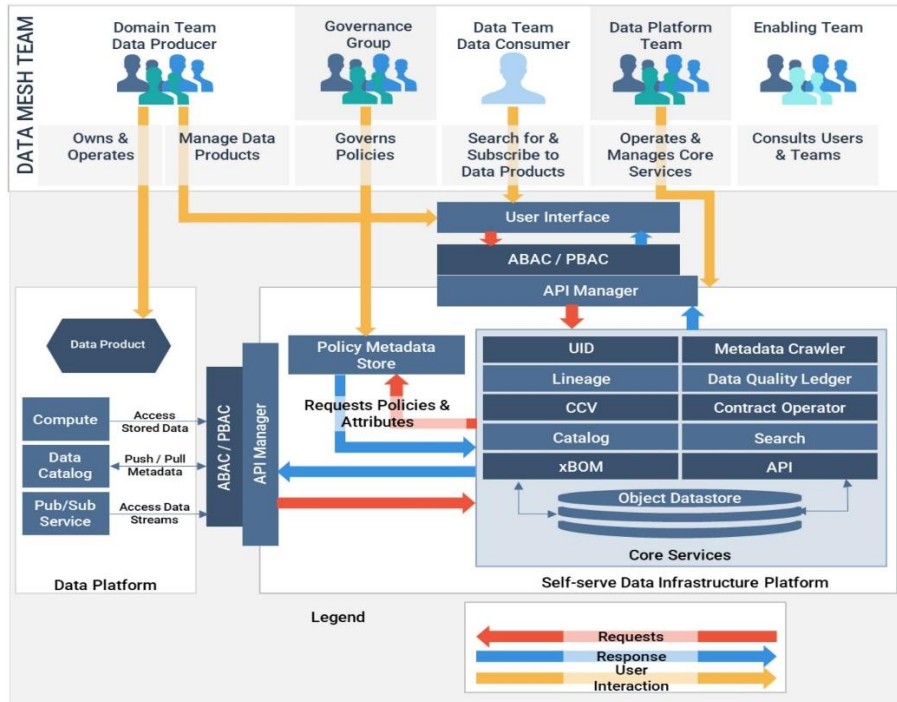 DATA MESH TEAM
Domain Team
Data Producer
Governance
Group
Data Team
Data Consumer
Data Platform
Team
Enabling Team
Owns &
Operates
Manage Data
Products
Governs
Policies
Search for &
Subscribe to
Data Products
Operates &
Manages Core
Services
Consults Users
& Teams
User Interface
ABAC / PBAC
API Manager
Data Product
Compute
Access
Stored Data
Data
Catalog
Push / Pull
Metadata
Pub/Sub
Service
Access Data
Streams
Data Platform
ABAC / PBAC
API Manager
Policy Metadata
Store
Requests Policies &
Attributes
UID
Metadata Crawler
Lineage
Data Quality Ledger
CCV
Contract Operator
Catalog
Search
xBOM
API
Object Datastore
Core Services
Self-serve Data Infrastructure Platform
Legend
Requests
Response
User
Interaction